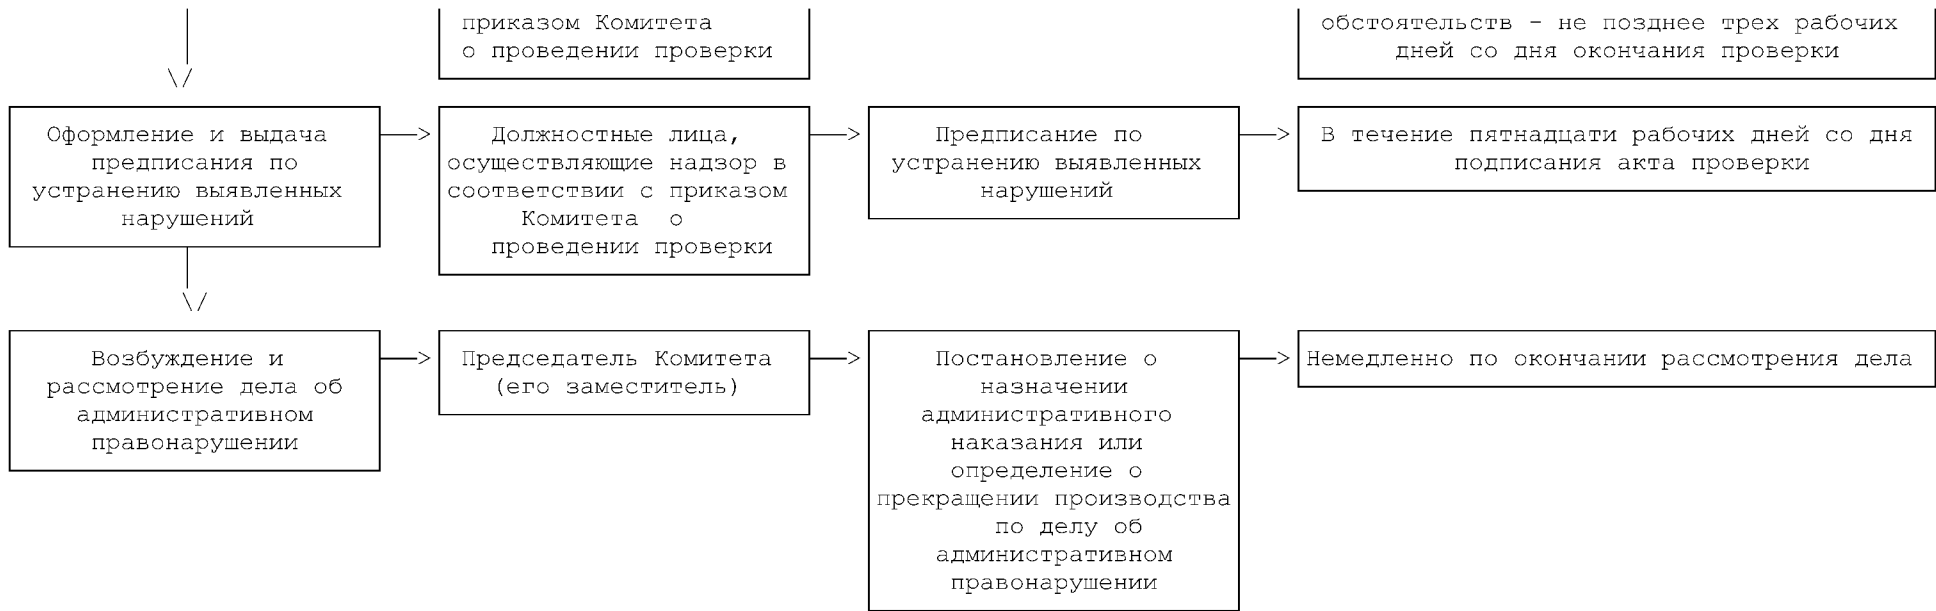 приказом Комитета
о проведении проверки
обстоятельств - не позднее трех рабочих
дней со дня окончания проверки
Оформление и выдача
предписания по
устранению выявленных
нарушений
Должностные лица,
осуществляющие надзор в
соответствии с приказом
Комитета о
проведении проверки
Предписание по
устранению выявленных
нарушений
В течение пятнадцати рабочих дней со дня
подписания акта проверки
Возбуждение и
рассмотрение дела об
административном
правонарушении
Председатель Комитета
(его заместитель)
Постановление о
назначении
административного
наказания или
определение о
прекращении производства
по делу об
административном
правонарушении
Немедленно по окончании рассмотрения дела